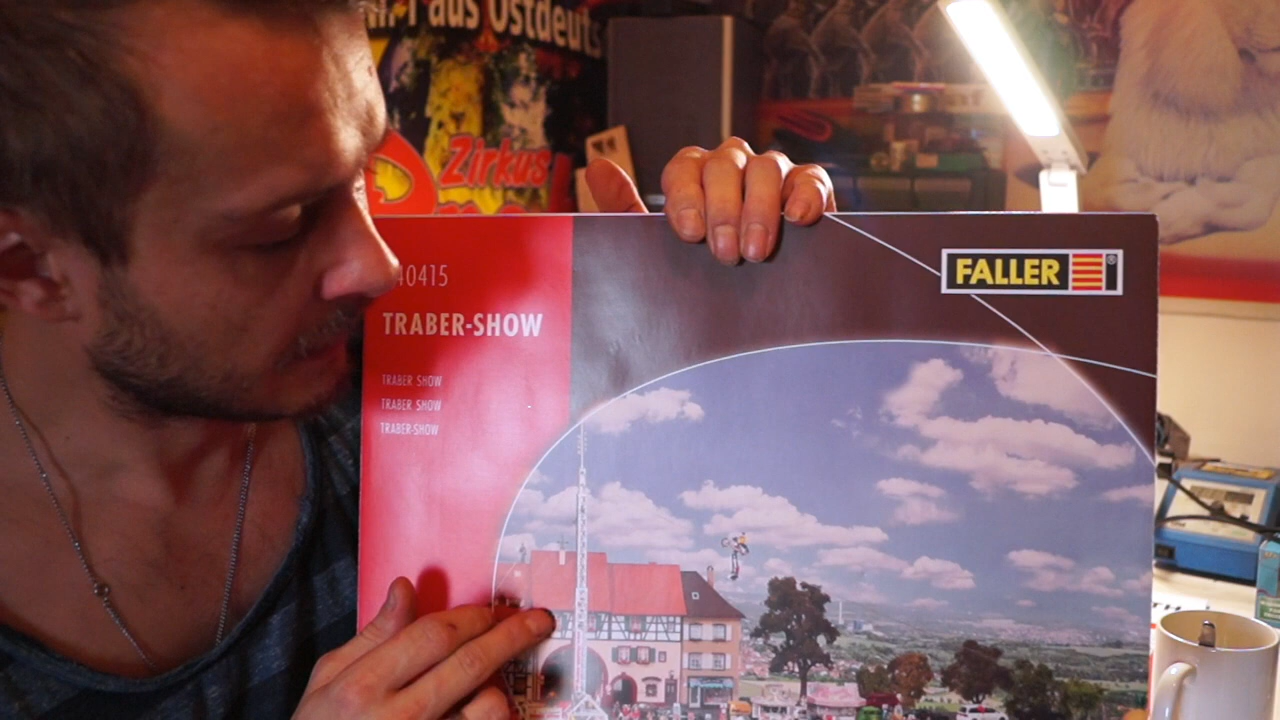 aus Ostdeuts
Zirkus
40415
FALLER ®
TRABER-SHOW
TRABER SHOW
TRABER SHOW
TRABER-SHOW